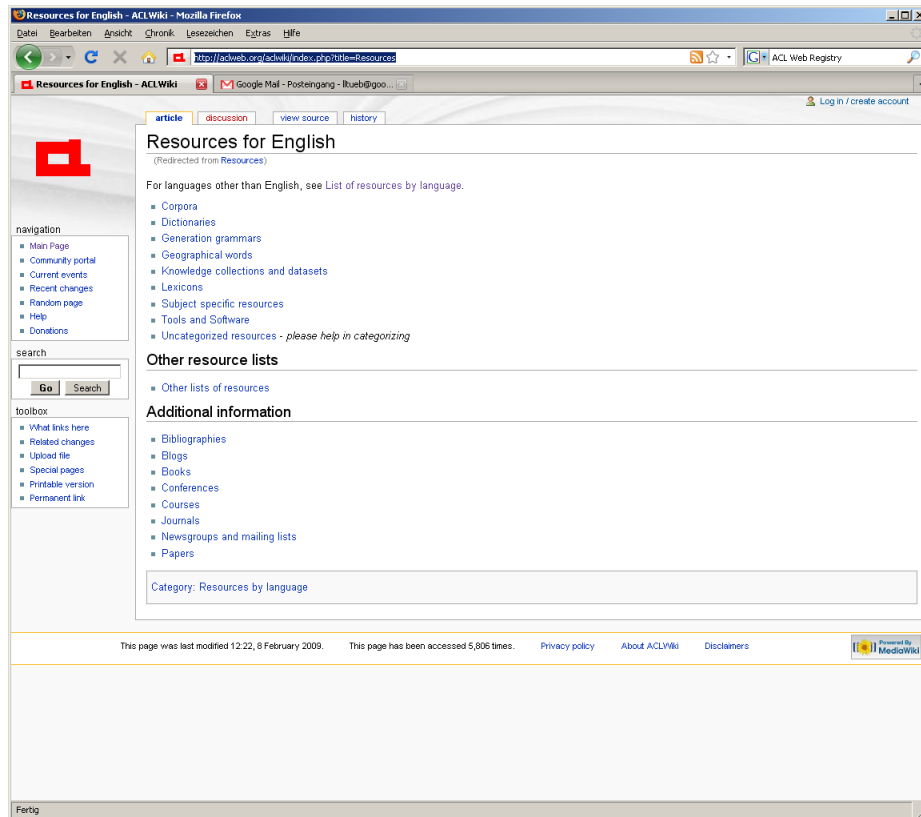 Resources for English - ACLWiki - Mozilla Firefox
Datei Bearbeiten Ansicht Chronik Lesezeichen Extras Hilfe
http://aclweb.org/aclwiki/index.php?title=Resources
G ACL Web Registry
Resources for English - ACLWiki
Google Mail - Posteingang - lltueb@goo...
Log in / create account
article discussion view source history
Resources for English
(Redirected from Resources)
For languages other than English, see List of resources by language.
Corpora
Dictionaries
Generation grammars
Geographical words
Knowledge collections and datasets
Lexicons
Subject specific resources
Tools and Software
Uncategorized resources - please help in categorizing
Other resource lists
Other lists of resources
Additional information
Bibliographies
Blogs
Books
Conferences
Courses
Journals
Newsgroups and mailing lists
Papers
Category: Resources by language
navigation
Main Page
Community portal
Current events
Recent changes
Random page
Help
Donations
search
Go Search
toolbox
What links here
Related changes
Upload file
Special pages
Printable version
Permanent link
This page was last modified 12:22, 8 February 2009. This page has been accessed 5,806 times. Privacy policy About ACLWiki Disclaimers
Powered By
MediaWiki
Fertig